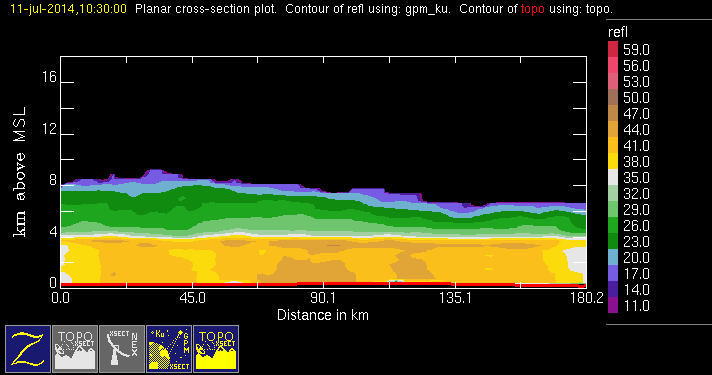 11-jul-2014,10:30:00 Planar cross-section plot. Contour of refl using: gpm_ku. Contour of topo using: topo.
refl
59.0
56.0
53.0
50.0
47.0
44.0
41.0
38.0
35.0
32.0
29.0
26.0
23.0
20.0
17.0
14.0
11.0
km above MSL
16
12
8
4
0
0.0 45.0 90.1 135.1 180.2
Distance in km
Z
TOPO XSECT
XSECT XM2
Ku GPM XSECT
TOPO XSECT